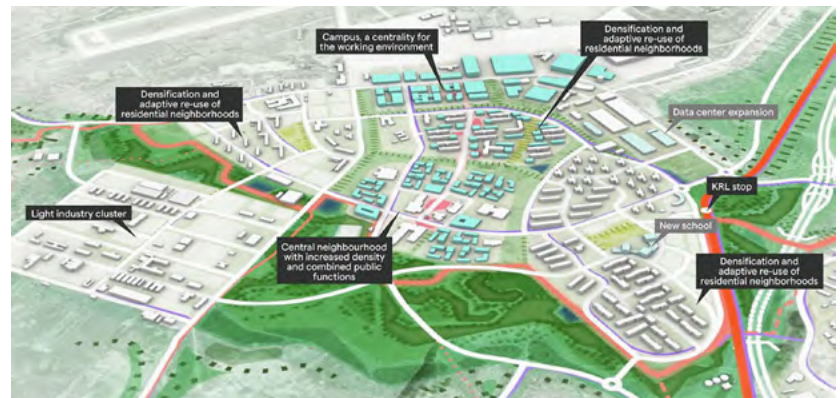 Densification and
adaptive re-use of
residential neighborhoods
Campus, a centrality for
the working environment
Densification and
adaptive re-use of
residential neighborhoods
Data center expansion
KRL stop
Light industry cluster
New school
Central neighbourhood
with increased density
and combined public
functions
Densification and
adaptive re-use of
residential neighborhoods